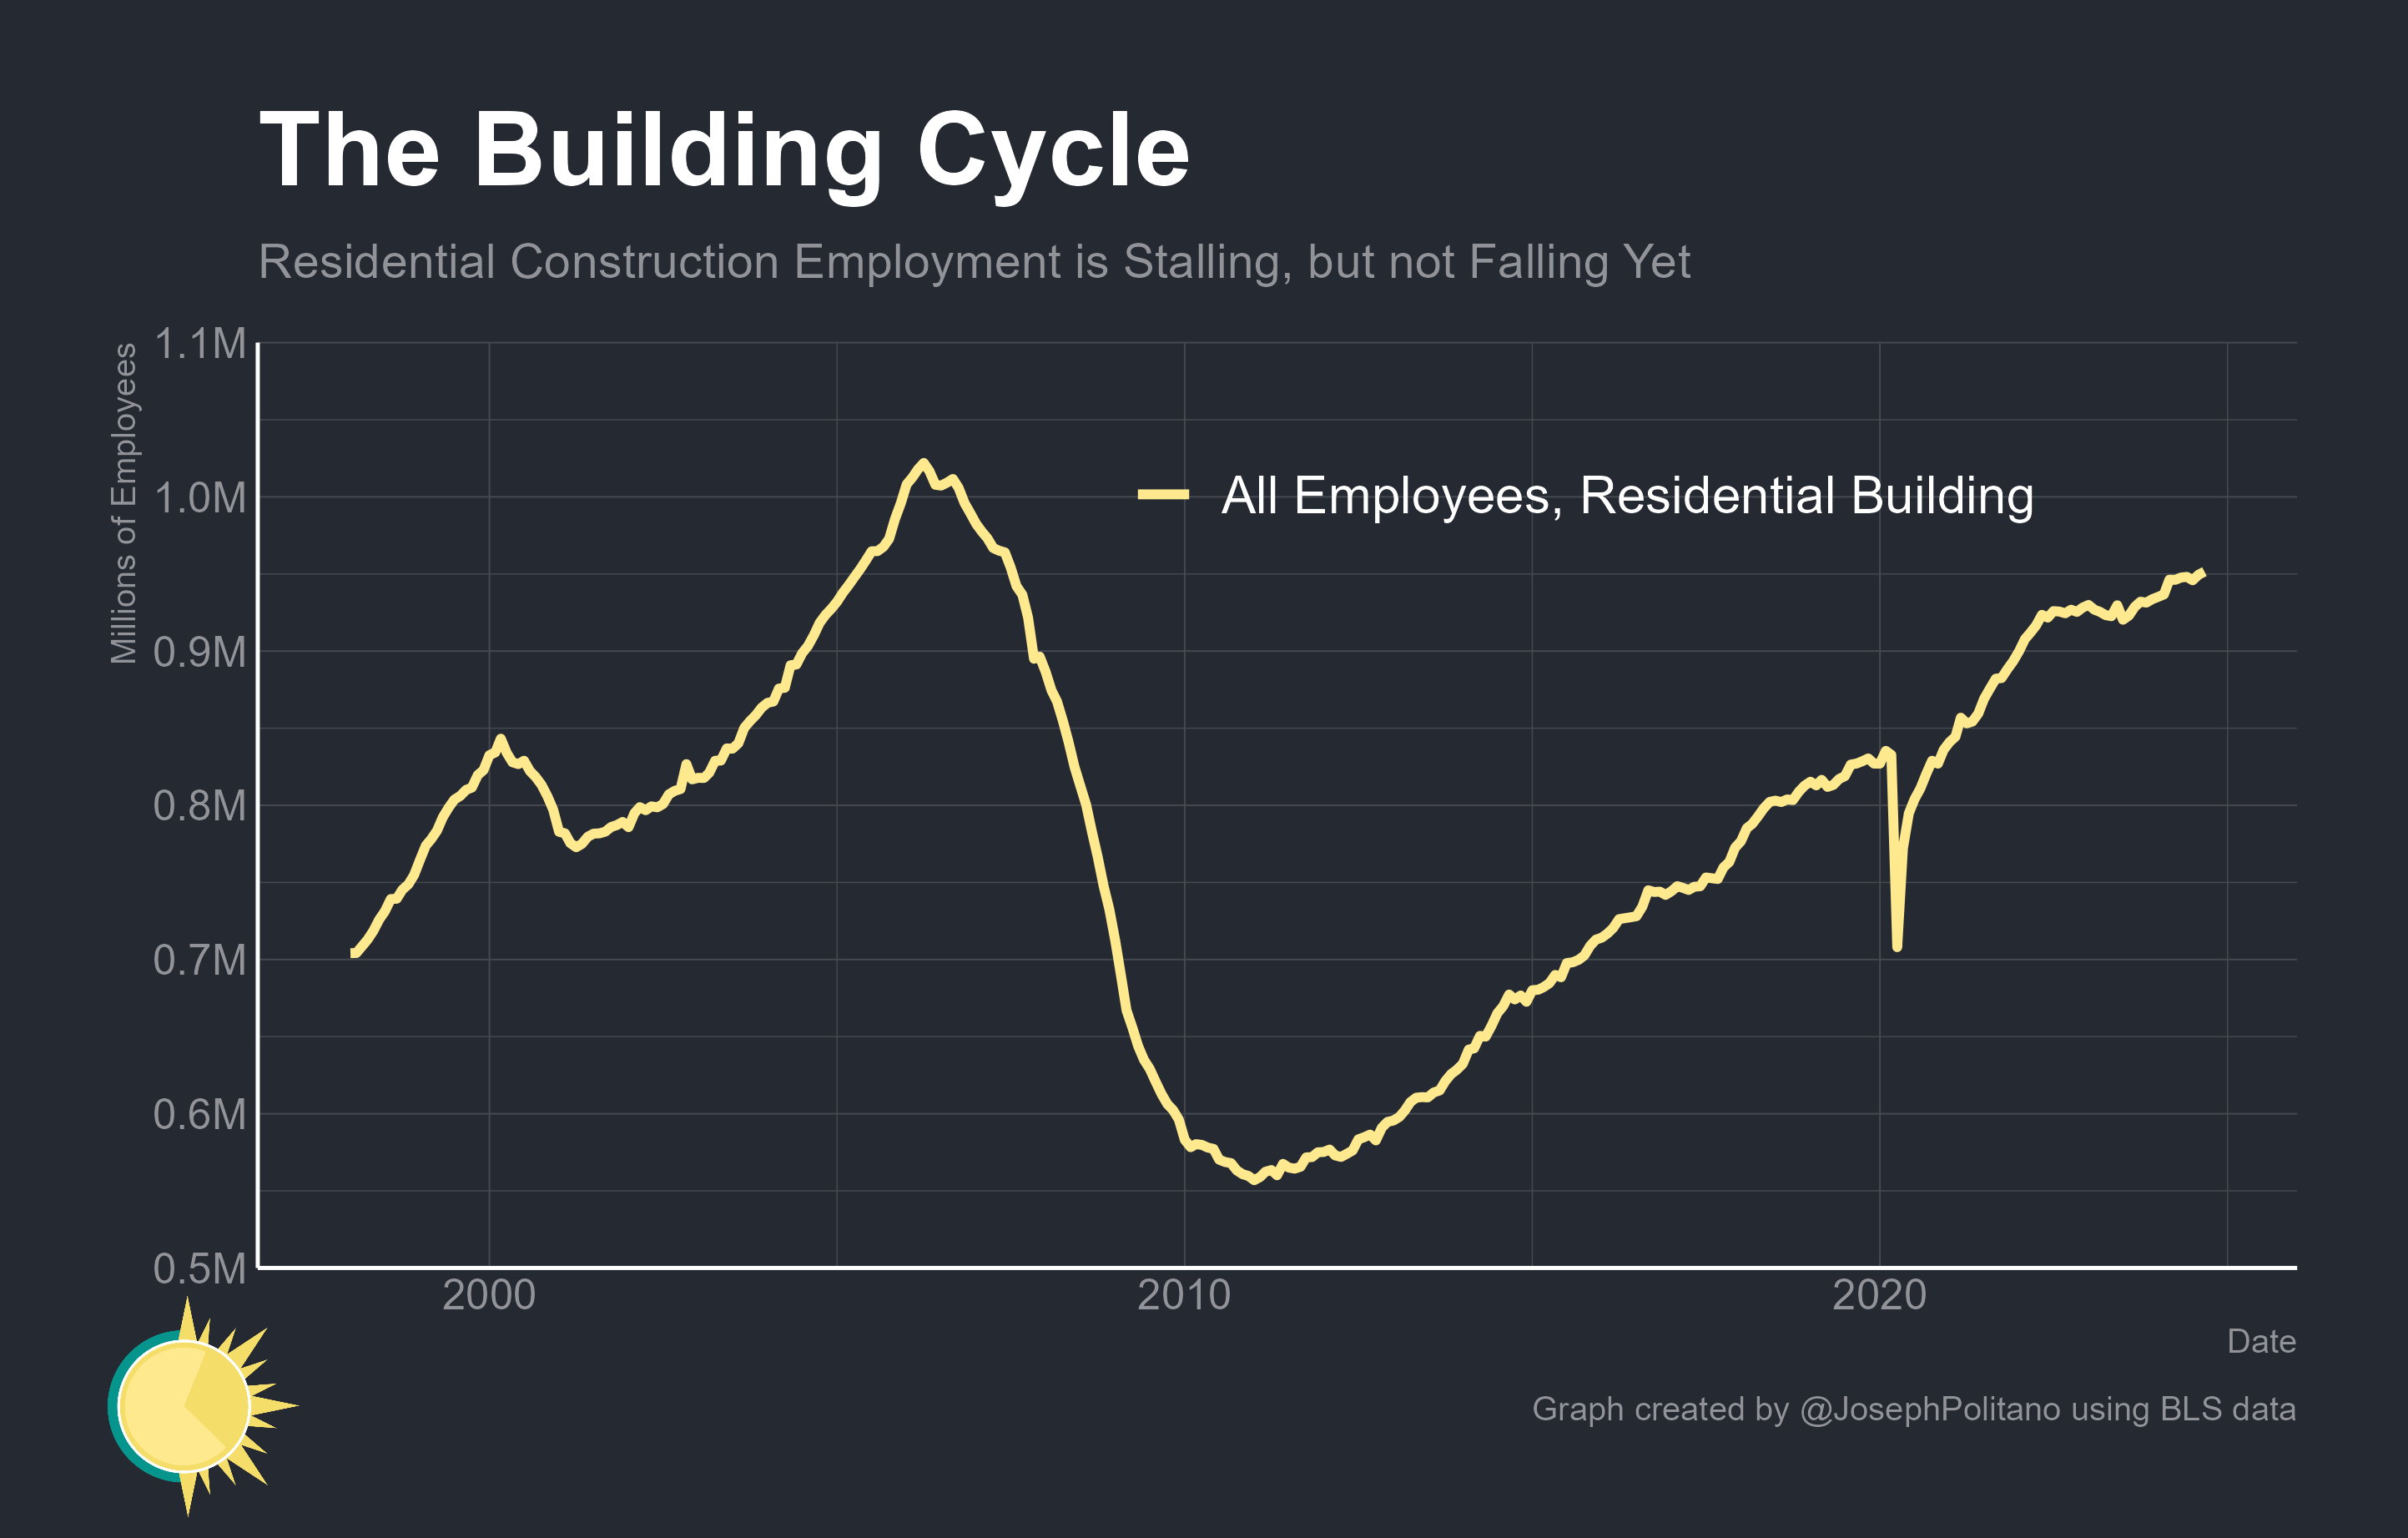 The Building Cycle
Residential Construction Employment is Stalling, but not Falling Yet
Millions of Employees
1.1M
1.0M
0.9M
0.8M
0.7M
0.6M
0.5M
All Employees, Residential Building
2000
2010
2020
Date
Graph created by @JosephPolitano using BLS data